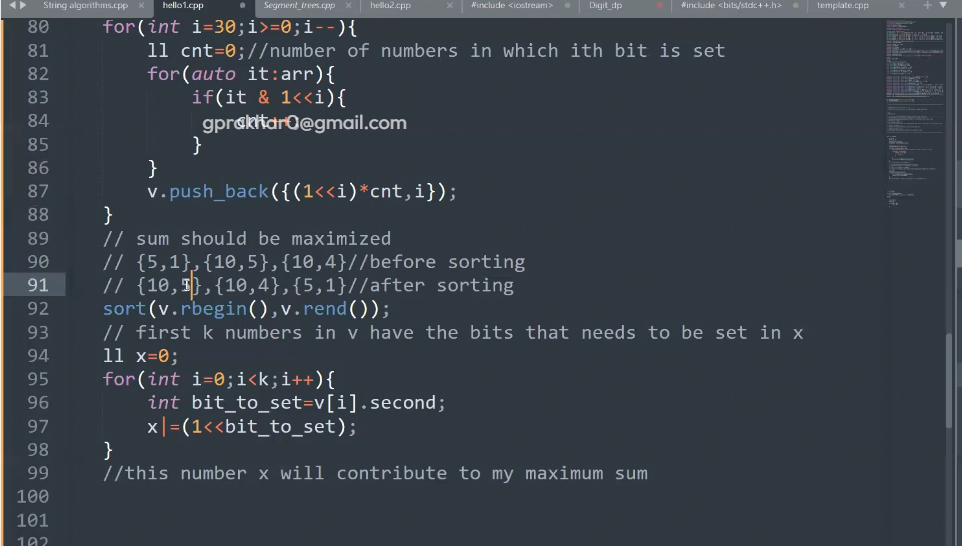 String algorithms.cpp hello1.cpp Segment_trees.cpp hello2.cpp #include <iostream> Digit_dp #include <bits/stdc++.h> template.cpp
80 for(int i=30;i>=0;i--){
81 ll cnt=0;//number of numbers in which ith bit is set
82 for(auto it:arr){
83 if(it & 1<<i){
84 cnt++;
gprakhar0@gmail.com
85 }
86 }
87 v.push_back({(1<<i)*cnt,i});
88 }
89 // sum should be maximized
90 // {5,1},{10,5},{10,4}//before sorting
91 // {10,5},{10,4},{5,1}//after sorting
92 sort(v.rbegin(),v.rend());
93 // first k numbers in v have the bits that needs to be set in x
94 ll x=0;
95 for(int i=0;i<k;i++){
96 int bit_to_set=v[i].second;
97 x|=(1<<bit_to_set);
98 }
99 //this number x will contribute to my maximum sum
100
101
102